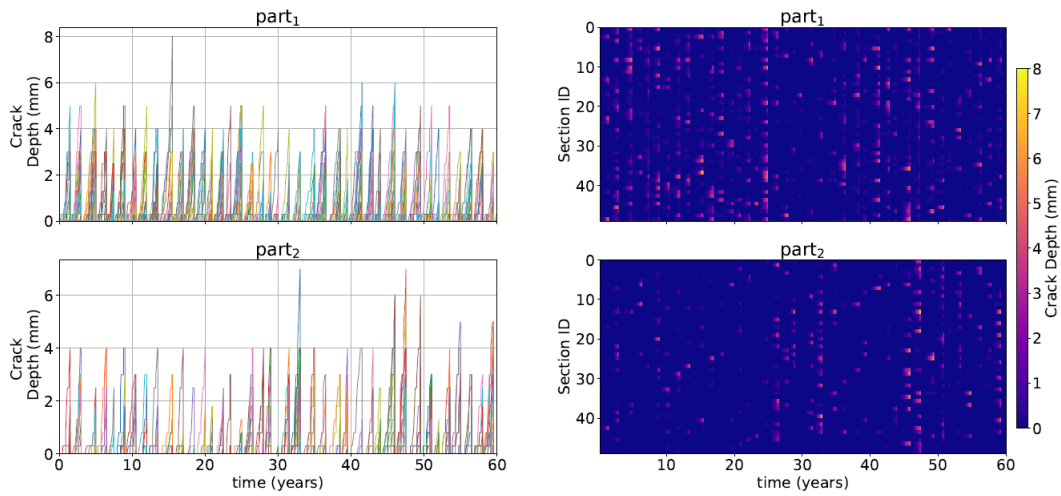 part₁
Crack
Depth (mm)
8
6
4
2
0
part₂
Crack
Depth (mm)
6
4
2
0
0 10 20 30 40 50 60
time (years)
part₁
Section ID
0
10
20
30
40
part₂
Section ID
0
10
20
30
40
10 20 30 40 50 60
time (years)
8
7
6
5
4
3
2
1
0
Crack Depth (mm)